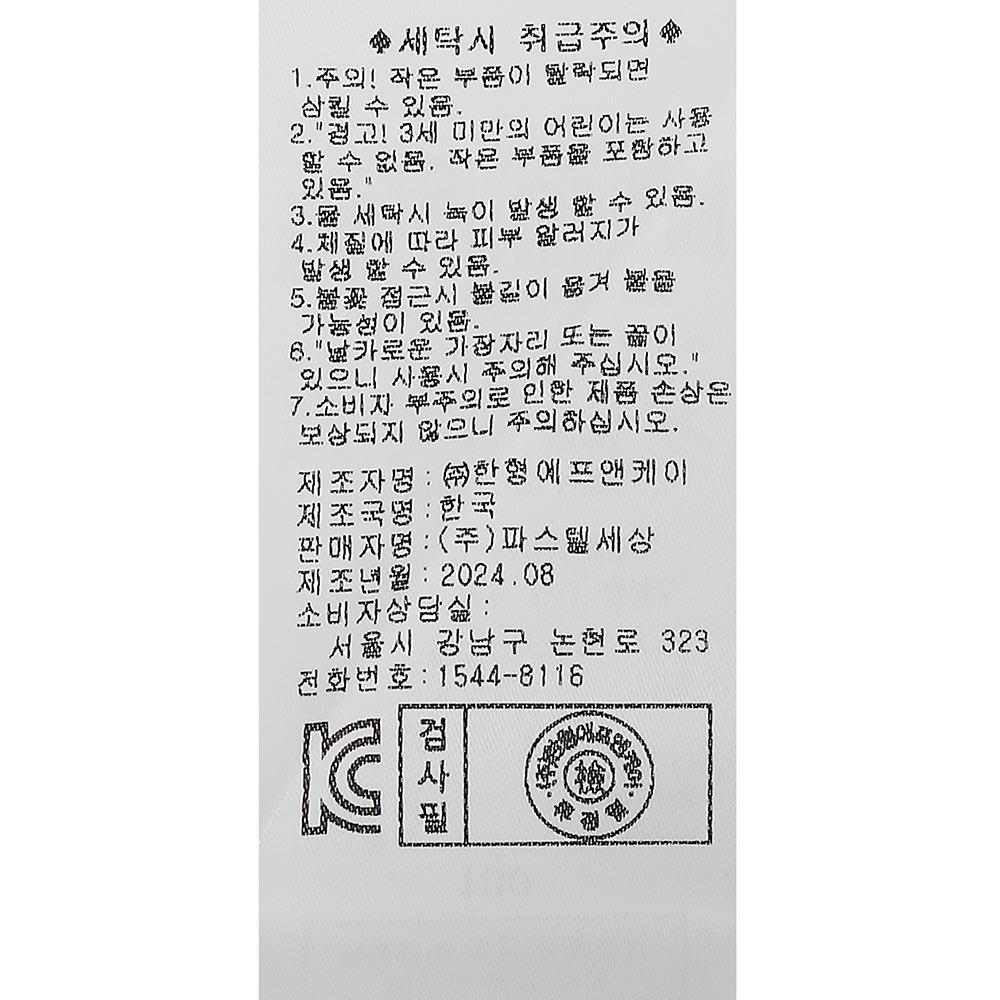 ♠세탁시 취급주의♠
1.주의! 작은 부품이 탈락되면
삼킬 수 있음.
2."경고! 3세 미만의 어린이는 사용
할 수 없음. 작은 부품을 포함하고
있음."
3.물 세탁시 녹이 발생 할 수 있음.
4.체질에 따라 피부 알러지가
발생 할 수 있음.
5.불꽃 접근시 불길이 옮겨 붙을
가능성이 있음.
6."날카로운 가장자리 또는 끝이
있으니 사용시 주의해 주십시오."
7.소비자 부주의로 인한 제품 손상은
보상되지 않으니 주의하십시오.
제조자명:㈜한형에프앤케이
제조국명:한국
판매자명:(주)파스텔세상
제조년월:2024.08
소비자상담실:
서울시 강남구 논현로 323
전화번호:1544-8116
검
사
필